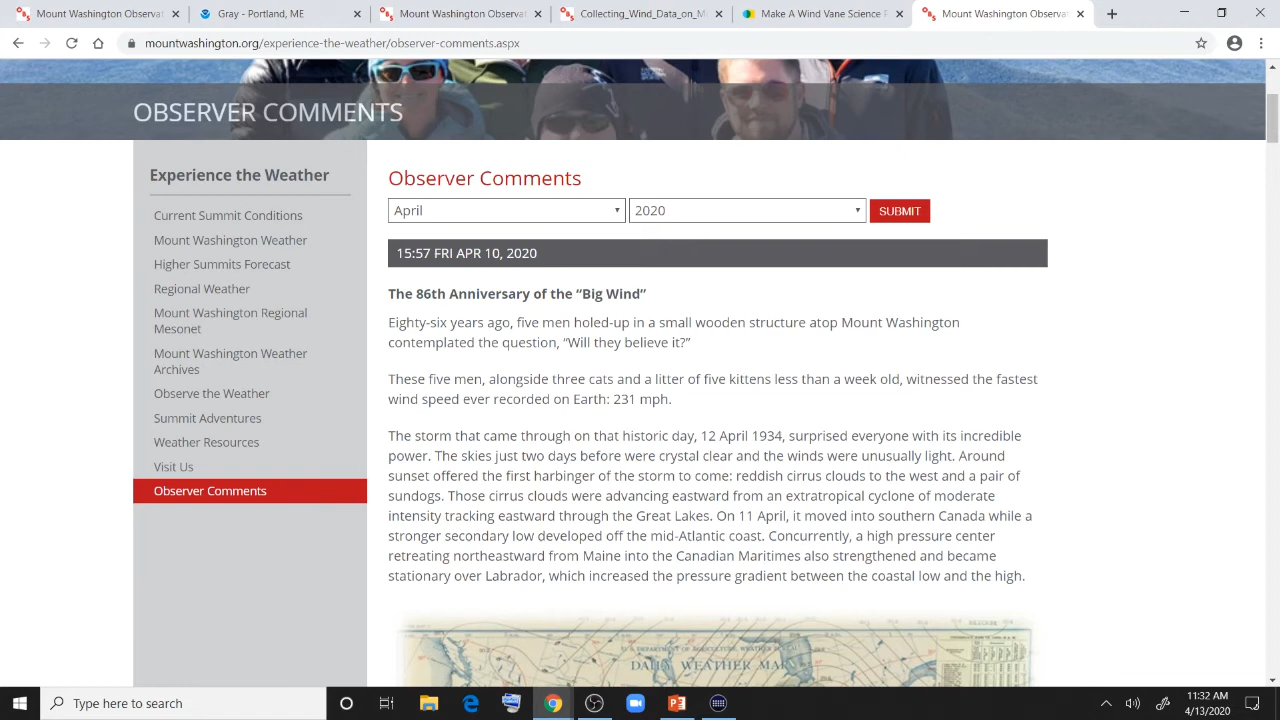 Mount Washington Observat
Gray - Portland, ME
Mount Washington Observat
Collecting_Wind_Data_on_M
Make A Wind Vane Science P
Mount Washington Observat
mountwashington.org/experience-the-weather/observer-comments.aspx
OBSERVER COMMENTS
Experience the Weather
Current Summit Conditions
Mount Washington Weather
Higher Summits Forecast
Regional Weather
Mount Washington Regional
Mesonet
Mount Washington Weather
Archives
Observe the Weather
Summit Adventures
Weather Resources
Visit Us
Observer Comments
Observer Comments
April
2020
SUBMIT
15:57 FRI APR 10, 2020
The 86th Anniversary of the “Big Wind”
Eighty-six years ago, five men holed-up in a small wooden structure atop Mount Washington
contemplated the question, “Will they believe it?”
These five men, alongside three cats and a litter of five kittens less than a week old, witnessed the fastest
wind speed ever recorded on Earth: 231 mph.
The storm that came through on that historic day, 12 April 1934, surprised everyone with its incredible
power. The skies just two days before were crystal clear and the winds were unusually light. Around
sunset offered the first harbinger of the storm to come: reddish cirrus clouds to the west and a pair of
sundogs. Those cirrus clouds were advancing eastward from an extratropical cyclone of moderate
intensity tracking eastward through the Great Lakes. On 11 April, it moved into southern Canada while a
stronger secondary low developed off the mid-Atlantic coast. Concurrently, a high pressure center
retreating northeastward from Maine into the Canadian Maritimes also strengthened and became
stationary over Labrador, which increased the pressure gradient between the coastal low and the high.
DAILY WEATHER MAP
Type here to search
11:32 AM
4/13/2020